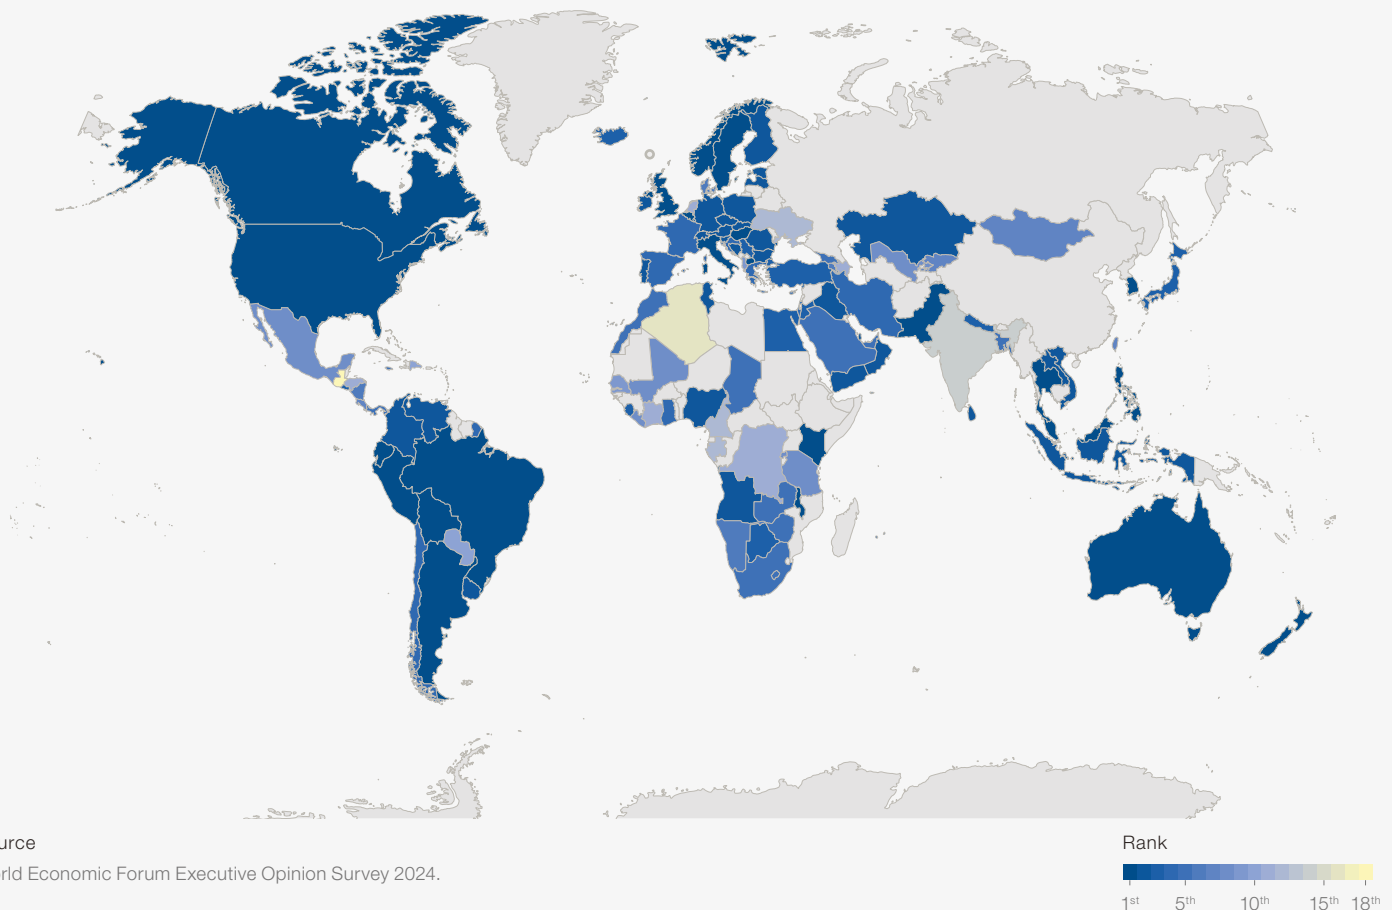 urce
rld Economic Forum Executive Opinion Survey 2024.
Rank
1st 5th 10th 15th 18th